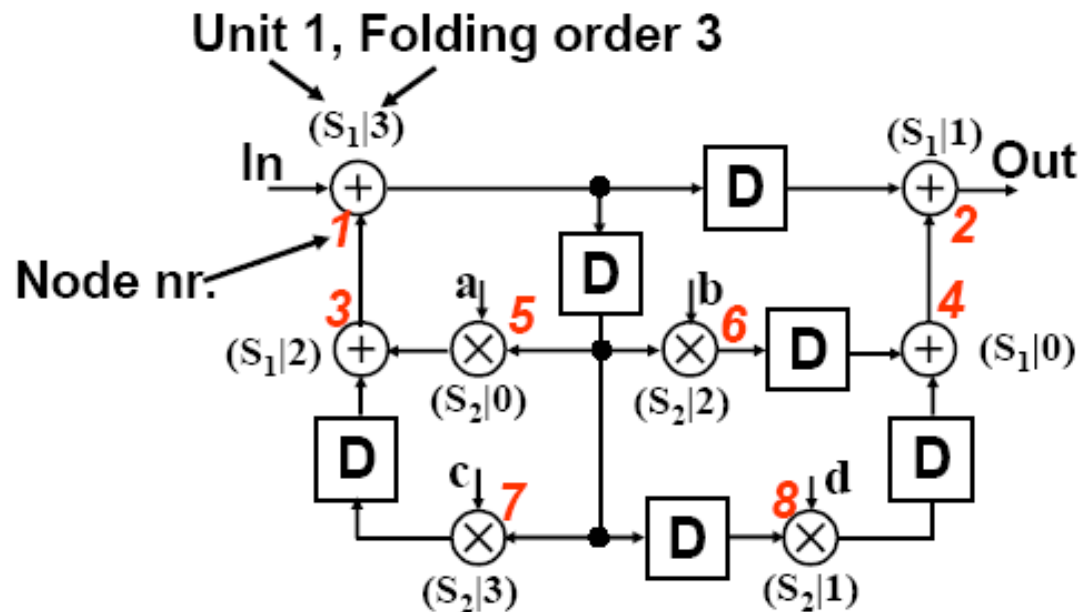 Unit 1, Folding order 3
(S₁|3)
(S₁|1)
In
Out
+
D
+
1
2
Node nr.
D
3
a
5
b
6
4
(S₁|2)
+
×
×
D
+
(S₁|0)
(S₂|0)
(S₂|2)
D
D
c
7
8
d
×
D
×
(S₂|3)
(S₂|1)